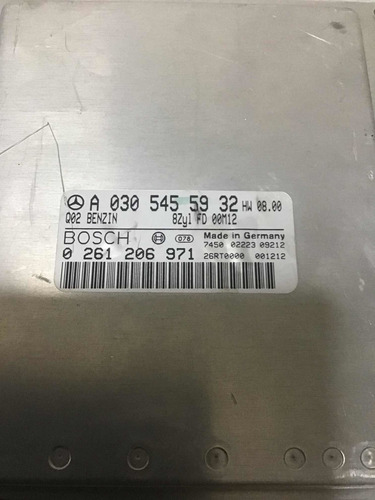 A 030 545 59 32 HW 08.00
Q02 BENZIN 8Zyl FD 00M12
BOSCH 078 Made in Germany
7450 02223 09212
0 261 206 971 26RT0000 001212